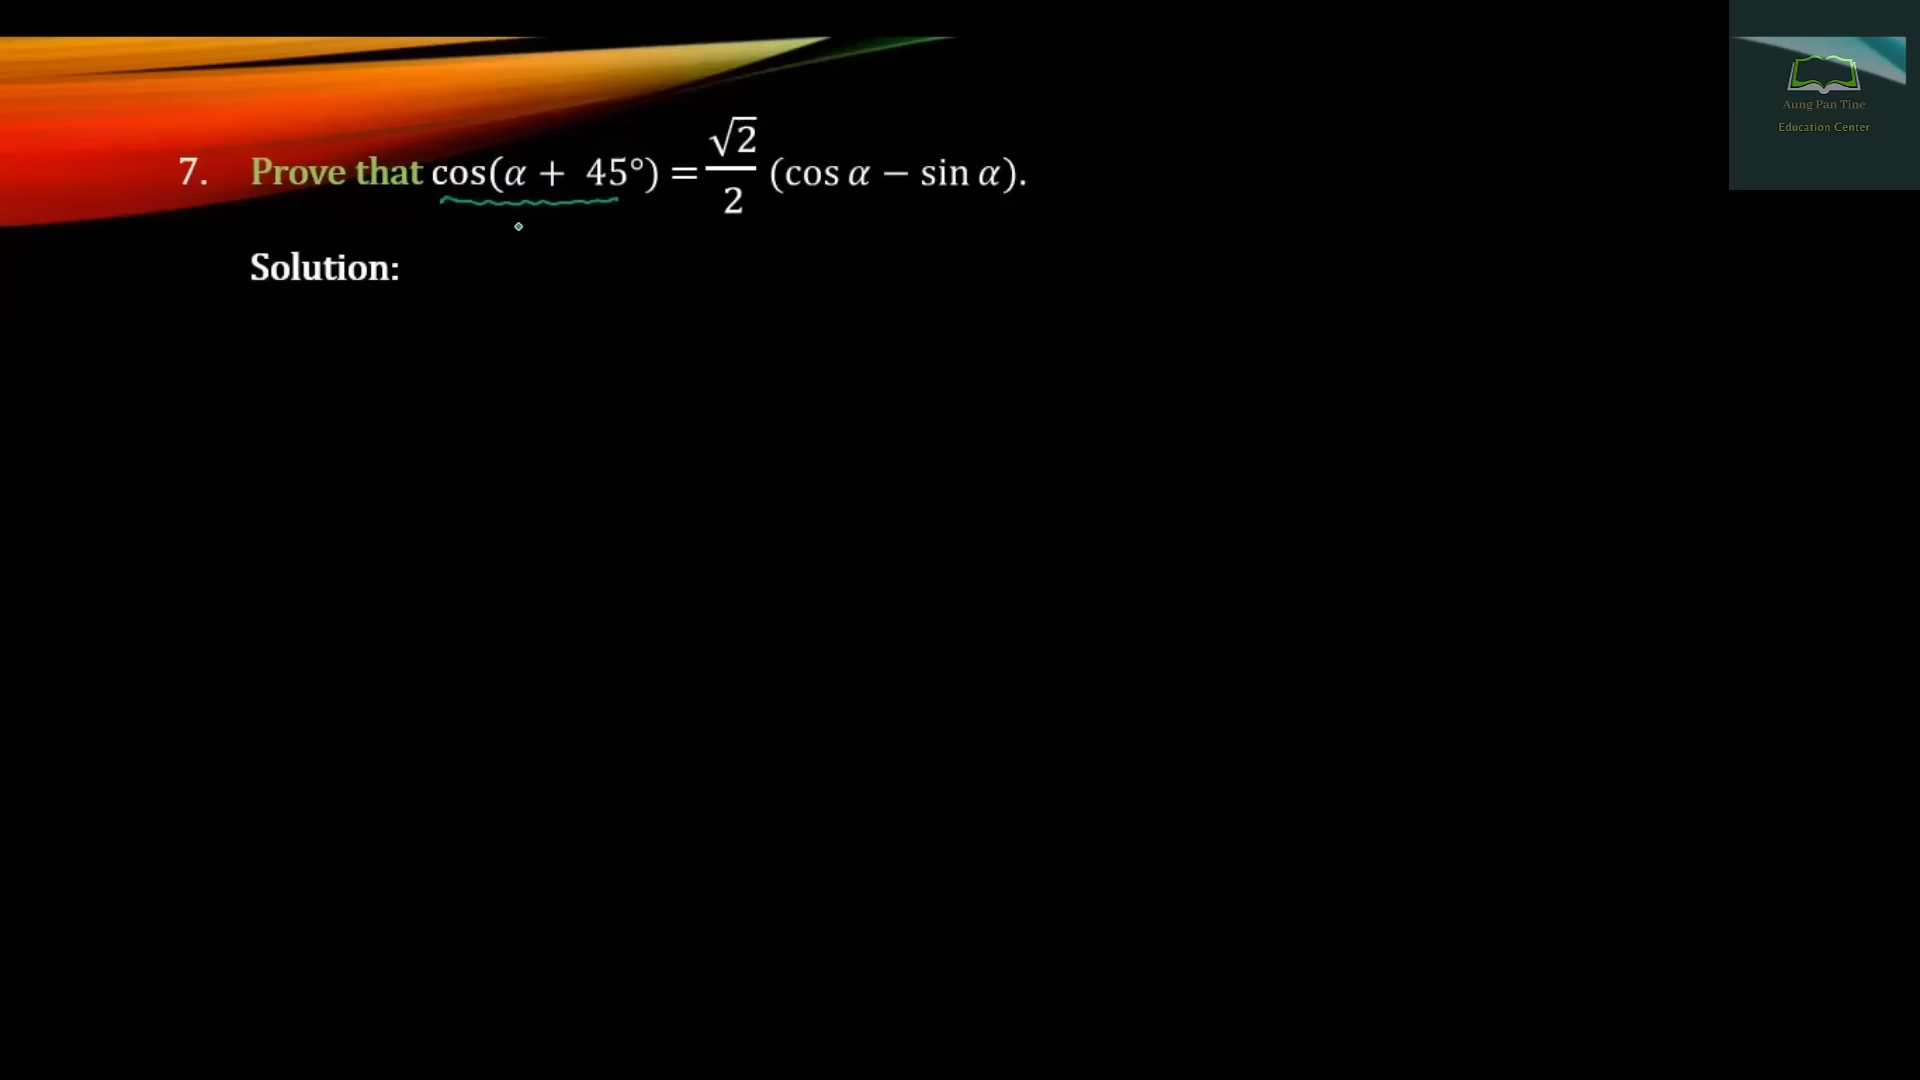 7. Prove that cos(α + 45°) = √2/2 (cos α − sin α).
Solution:
Aung Pan Tine
Education Center